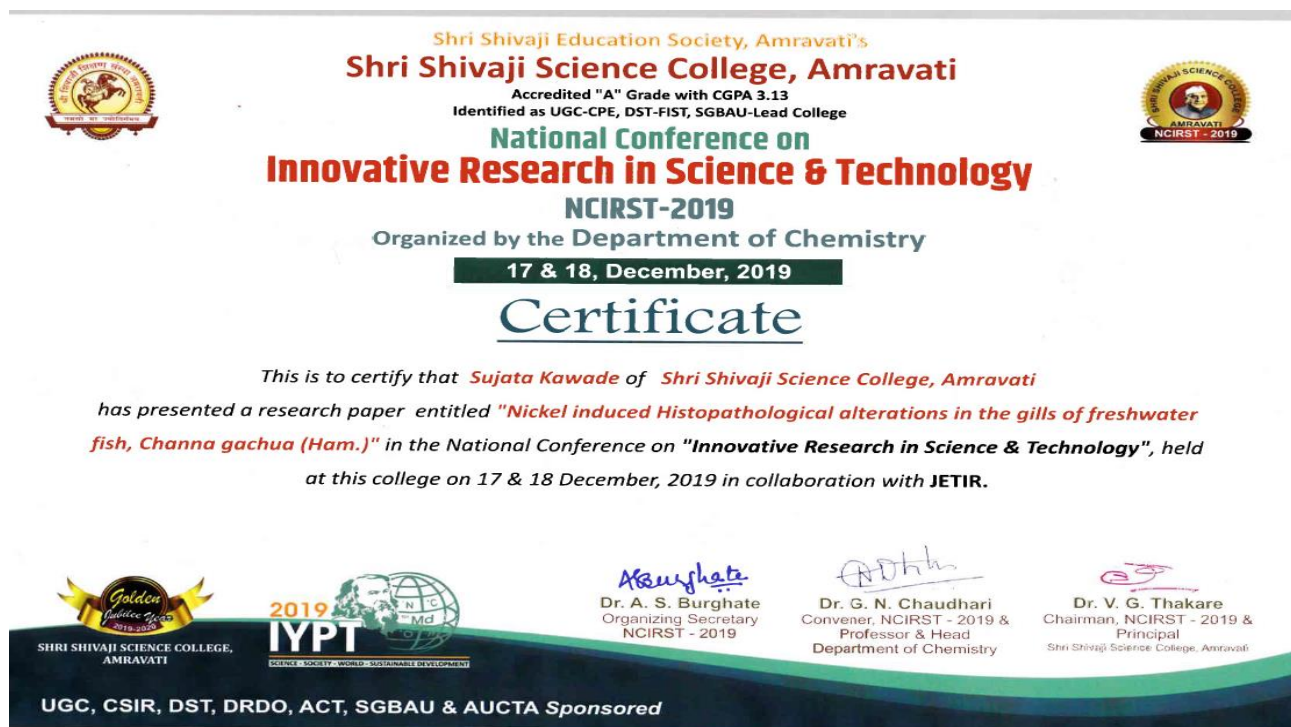 Shri Shivaji Education Society, Amravati's
Shri Shivaji Science College, Amravati
Accredited "A" Grade with CGPA 3.13
Identified as UGC-CPE, DST-FIST, SGBAU-Lead College
National Conference on
Innovative Research in Science & Technology
NCIRST-2019
Organized by the Department of Chemistry
17 & 18, December, 2019
Certificate
श्री शिवाजी शिक्षण संस्था अमरावती
तमसो मा ज्योतिर्गमय
SHRI SHIVAJI SCIENCE COLLEGE
AMRAVATI
NCIRST - 2019
This is to certify that Sujata Kawade of Shri Shivaji Science College, Amravati
has presented a research paper entitled "Nickel induced Histopathological alterations in the gills of freshwater
fish, Channa gachua (Ham.)" in the National Conference on "Innovative Research in Science & Technology", held
at this college on 17 & 18 December, 2019 in collaboration with JETIR.
Golden
Jubilee Year
2019-2020
SHRI SHIVAJI SCIENCE COLLEGE,
AMRAVATI
2019
IYPT
N C
Md
SCIENCE - SOCIETY - WORLD - SUSTAINABLE DEVELOPMENT
ABurghate
Dr. A. S. Burghate
Organizing Secretary
NCIRST - 2019
Dr. G. N. Chaudhari
Convener, NCIRST - 2019 &
Professor & Head
Department of Chemistry
Dr. V. G. Thakare
Chairman, NCIRST - 2019 &
Principal
Shri Shivaji Science College, Amravati
UGC, CSIR, DST, DRDO, ACT, SGBAU & AUCTA Sponsored